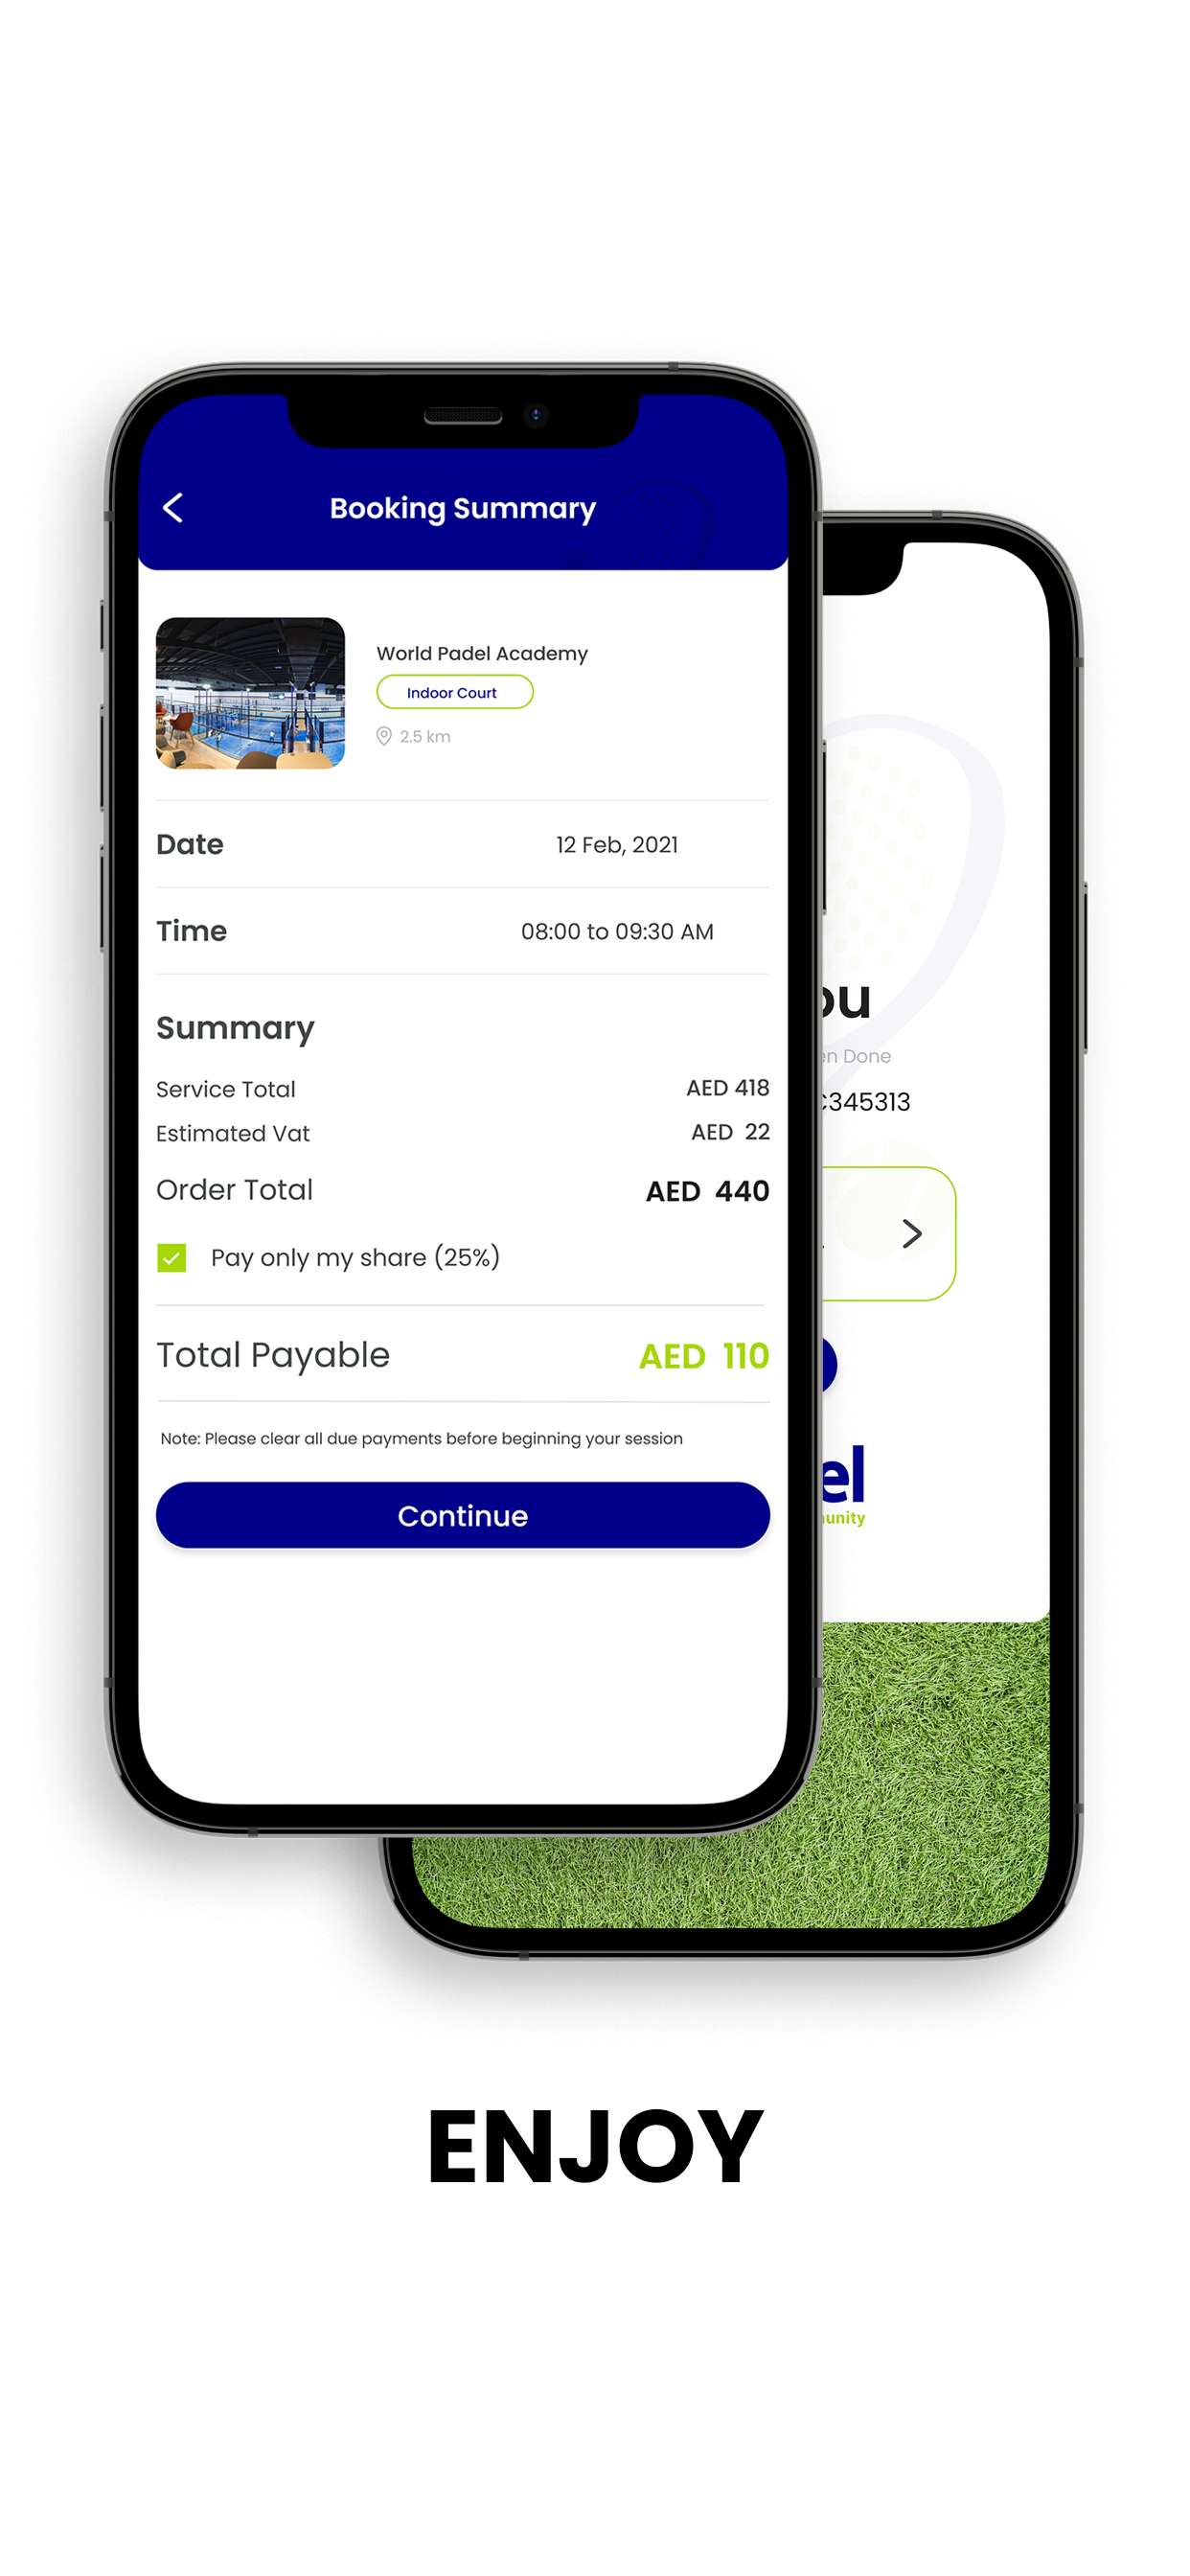 Booking Summary
World Padel Academy
Indoor Court
2.5 km
Date 12 Feb, 2021
Time 08:00 to 09:30 AM
Summary
Service Total AED 418
Estimated Vat AED 22
Order Total AED 440
Pay only my share (25%)
Total Payable AED 110
Note: Please clear all due payments before beginning your session
Continue
ou
en Done
C345313
el
unity
ENJOY